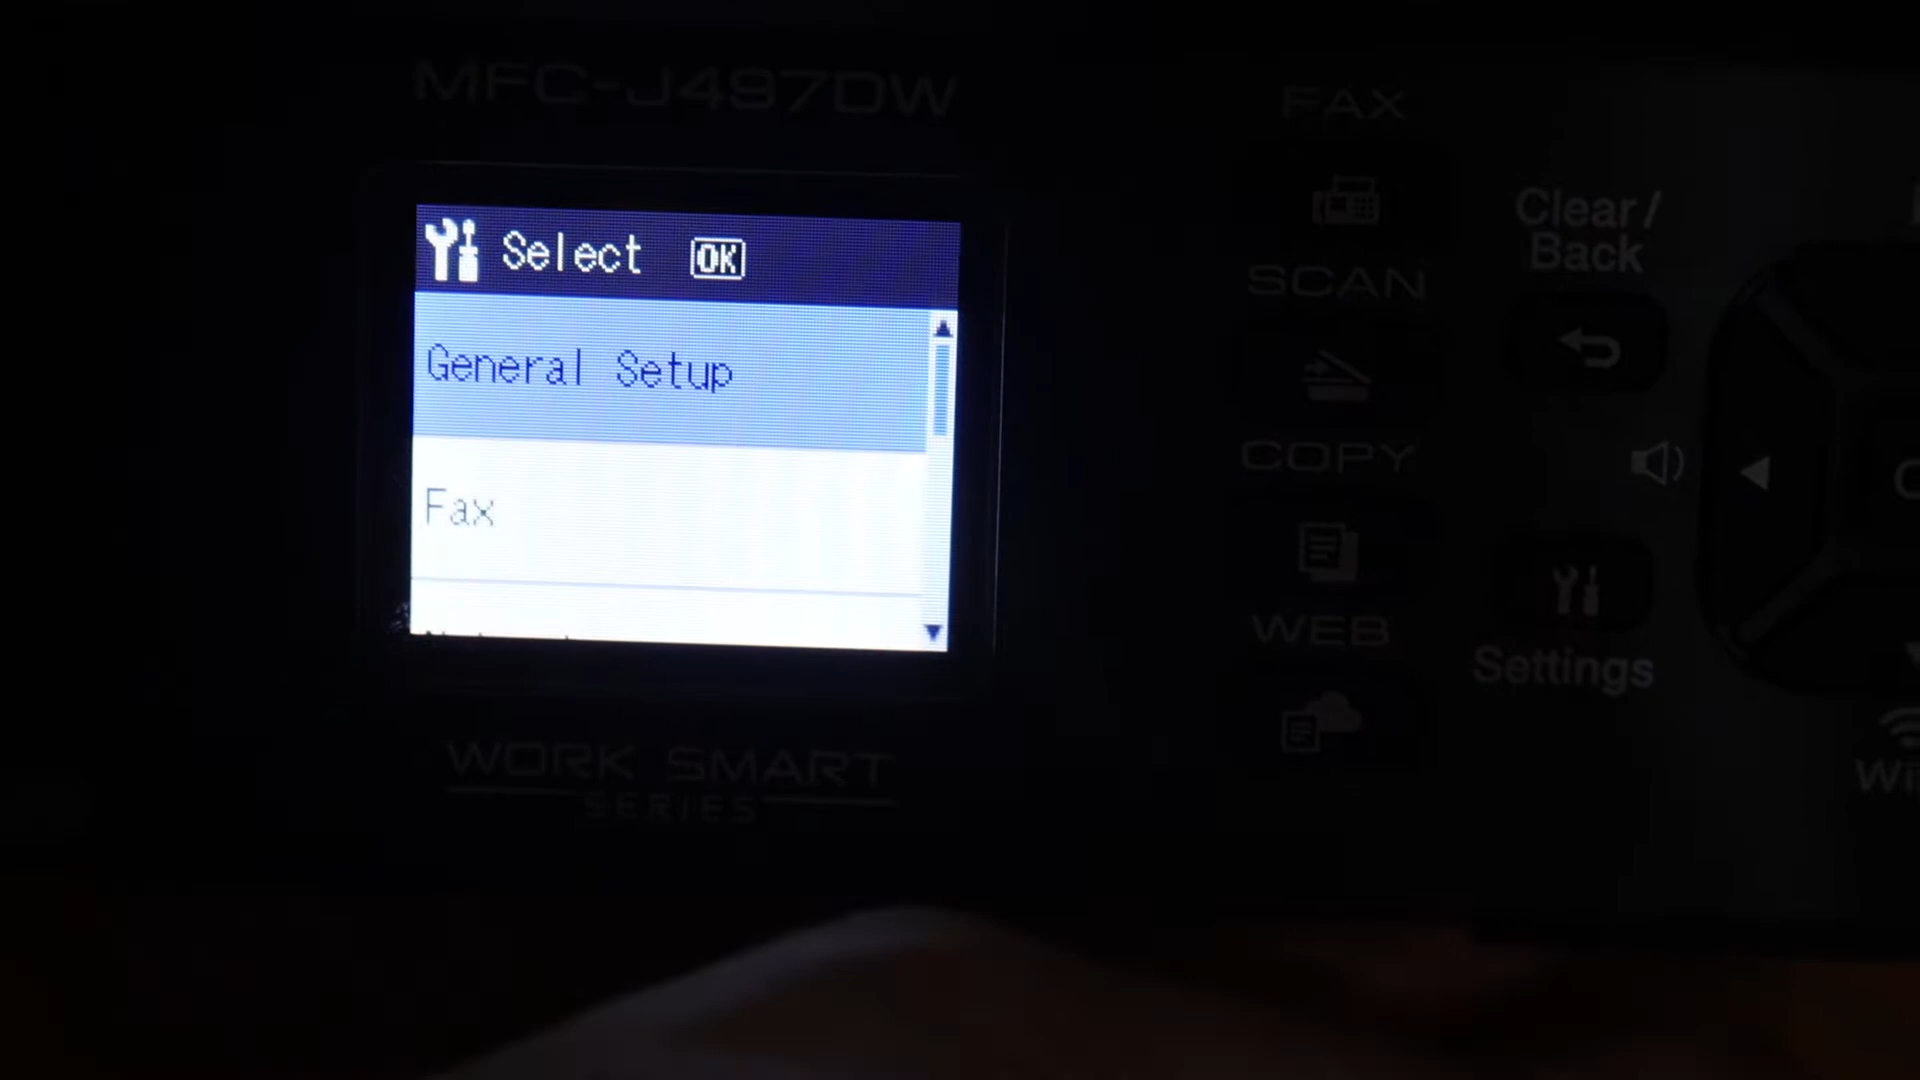 MFC-J497DW
Select OK
General Setup
Fax
WORK SMART
SERIES
FAX
SCAN
COPY
WEB
Clear/
Back
Settings